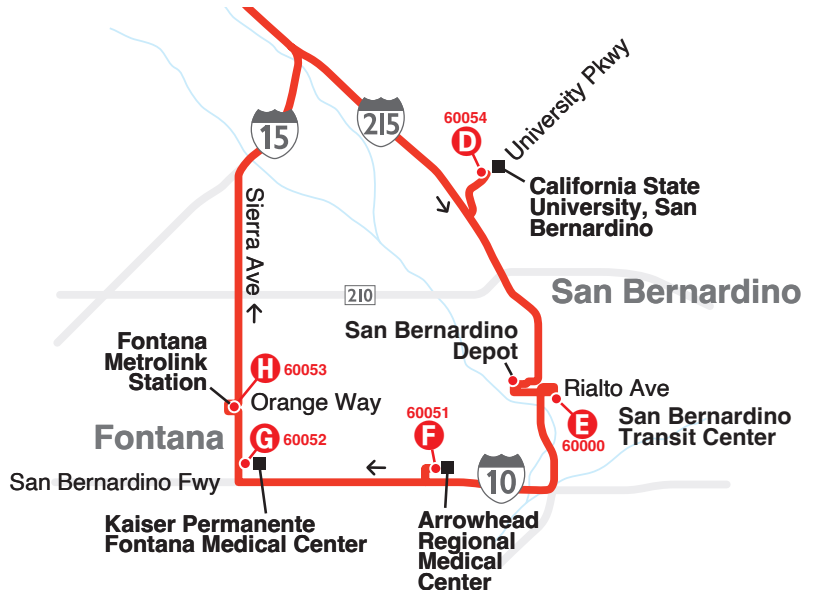 15
215
60054
D
University Pkwy
California State
University, San
Bernardino
Sierra Ave
210
San Bernardino
San Bernardino
Depot
Fontana
Metrolink
Station
H
60053
Orange Way
Rialto Ave
E
60000
San Bernardino
Transit Center
60051
F
Fontana
G
60052
San Bernardino Fwy
10
Kaiser Permanente
Fontana Medical Center
Arrowhead
Regional
Medical
Center